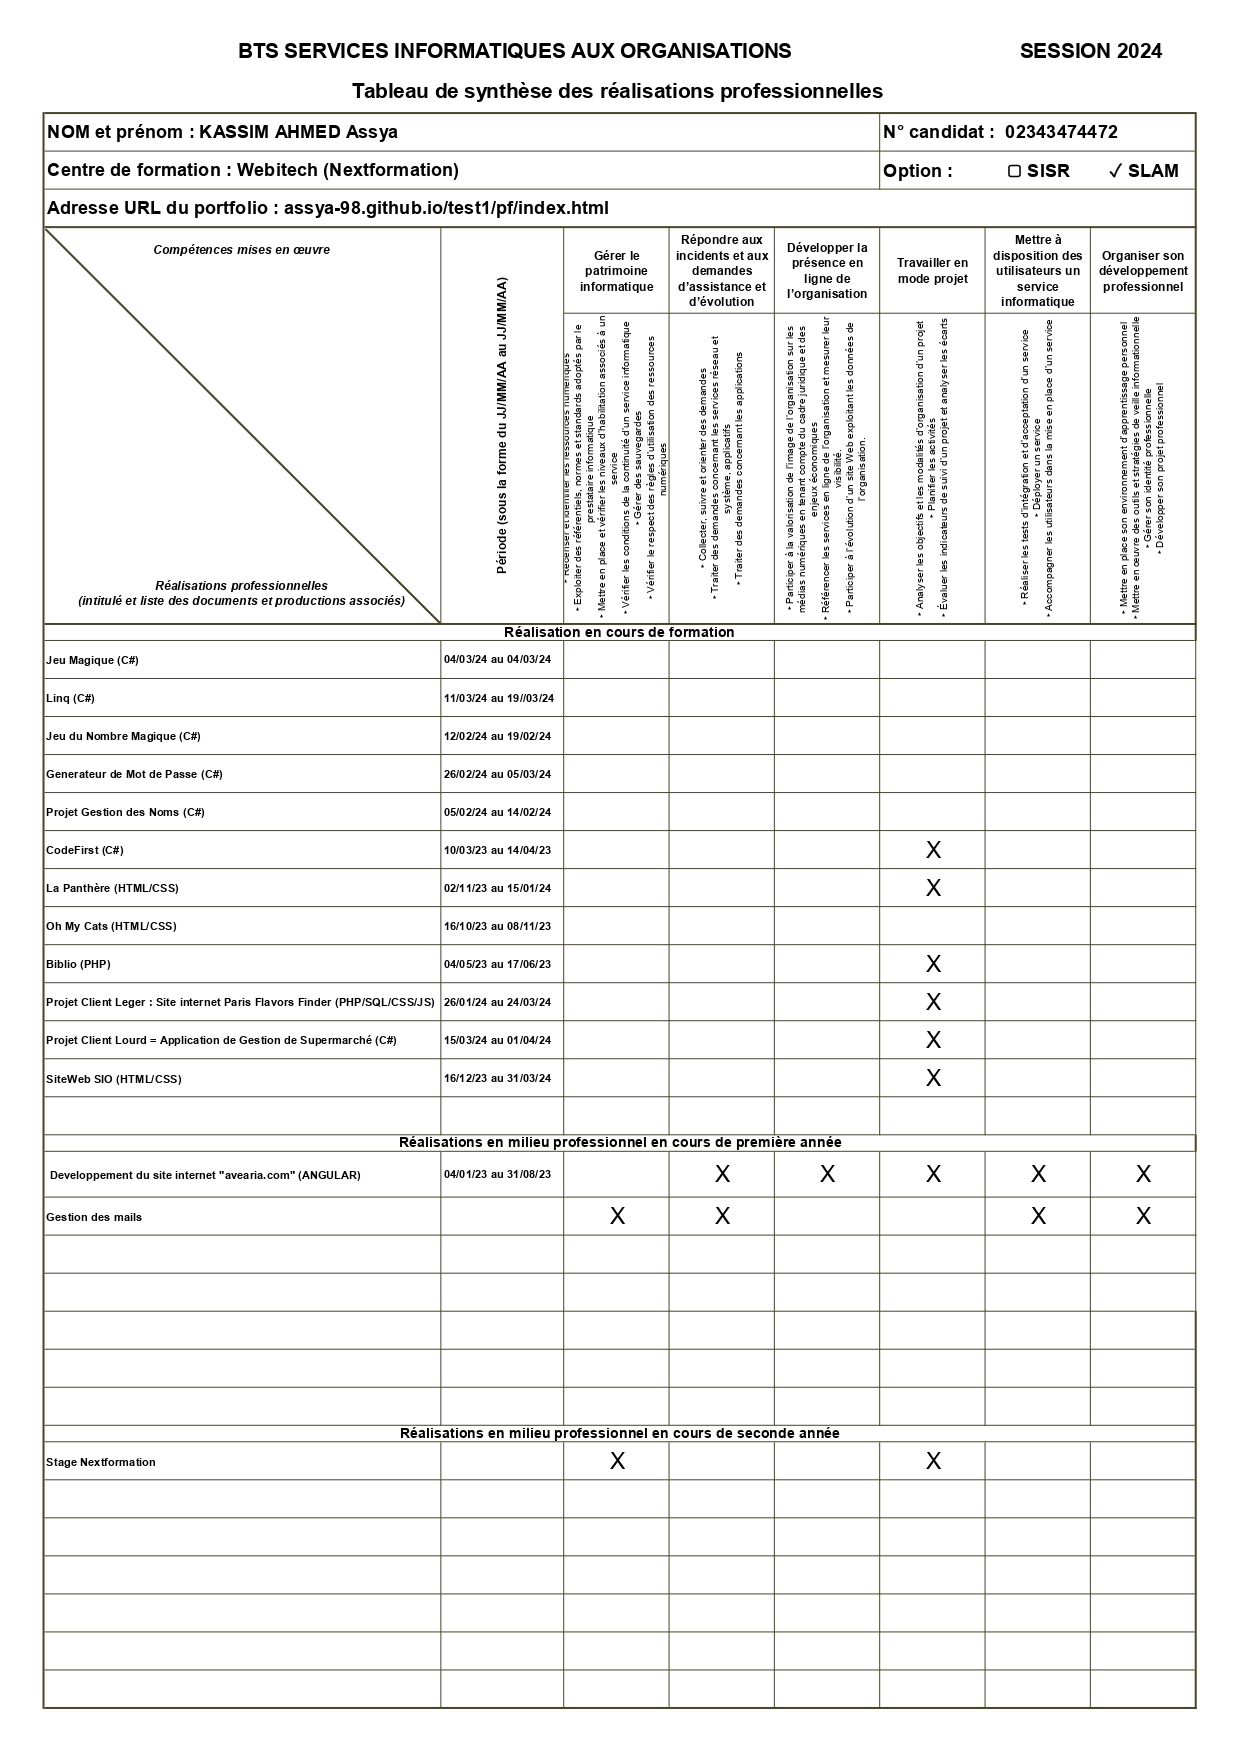 BTS SERVICES INFORMATIQUES AUX ORGANISATIONS SESSION 2024
Tableau de synthèse des réalisations professionnelles
NOM et prénom : KASSIM AHMED Assya N° candidat : 02343474472
Centre de formation : Webitech (Nextformation) Option : ▢ SISR ✓ SLAM
Adresse URL du portfolio : assya-98.github.io/test1/pf/index.html
Compétences mises en œuvre
Réalisations professionnelles
(intitulé et liste des documents et productions associés)
Période (sous la forme du JJ/MM/AA au JJ/MM/AA)
Gérer le
patrimoine
informatique
Répondre aux
incidents et aux
demandes
d'assistance et
d'évolution
Développer la
présence en
ligne de
l'organisation
Travailler en
mode projet
Mettre à
disposition des
utilisateurs un
service
informatique
Organiser son
développement
professionnel
‣ Recenser et identifier les ressources numériques
‣ Exploiter des référentiels, normes et standards adoptés par le
prestataire informatique
‣ Mettre en place et vérifier les niveaux d'habilitation associés à un
service
‣ Vérifier les conditions de la continuité d'un service informatique
‣ Gérer des sauvegardes
‣ Vérifier le respect des règles d'utilisation des ressources
numériques
‣ Collecter, suivre et orienter des demandes
‣ Traiter des demandes concernant les services réseau et
système, applicatifs
‣ Traiter des demandes concernant les applications
‣ Participer à la valorisation de l'image de l'organisation sur les
médias numériques en tenant compte du cadre juridique et des
enjeux économiques
‣ Référencer les services en ligne de l'organisation et mesurer leur
visibilité.
‣ Participer à l'évolution d'un site Web exploitant les données de
l'organisation.
‣ Analyser les objectifs et les modalités d'organisation d'un projet
‣ Planifier les activités
‣ Évaluer les indicateurs de suivi d'un projet et analyser les écarts
‣ Réaliser les tests d'intégration et d'acceptation d'un service
‣ Déployer un service
‣ Accompagner les utilisateurs dans la mise en place d'un service
‣ Mettre en place son environnement d'apprentissage personnel
‣ Mettre en œuvre des outils et stratégies de veille informationnelle
‣ Gérer son identité professionnelle
‣ Développer son projet professionnel
Réalisation en cours de formation
Jeu Magique (C#) 04/03/24 au 04/03/24
Linq (C#) 11/03/24 au 19//03/24
Jeu du Nombre Magique (C#) 12/02/24 au 19/02/24
Generateur de Mot de Passe (C#) 26/02/24 au 05/03/24
Projet Gestion des Noms (C#) 05/02/24 au 14/02/24
CodeFirst (C#) 10/03/23 au 14/04/23 X
La Panthère (HTML/CSS) 02/11/23 au 15/01/24 X
Oh My Cats (HTML/CSS) 16/10/23 au 08/11/23
Biblio (PHP) 04/05/23 au 17/06/23 X
Projet Client Leger : Site internet Paris Flavors Finder (PHP/SQL/CSS/JS) 26/01/24 au 24/03/24 X
Projet Client Lourd = Application de Gestion de Supermarché (C#) 15/03/24 au 01/04/24 X
SiteWeb SIO (HTML/CSS) 16/12/23 au 31/03/24 X
Réalisations en milieu professionnel en cours de première année
Developpement du site internet "avearia.com" (ANGULAR) 04/01/23 au 31/08/23 X X X X X
Gestion des mails X X X X
Réalisations en milieu professionnel en cours de seconde année
Stage Nextformation X X